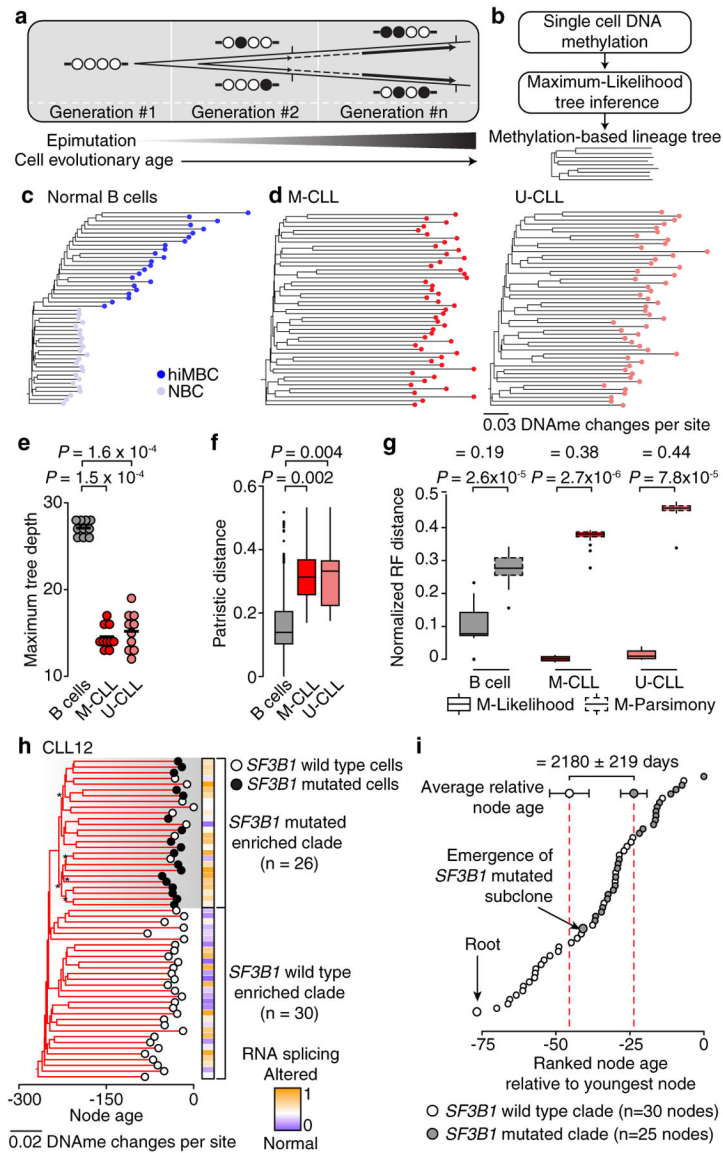 a
Generation #1
Generation #2
Generation #n
Epimutation
Cell evolutionary age
b
Single cell DNA
methylation
Maximum-Likelihood
tree inference
Methylation-based lineage tree
c
Normal B cells
hiMBC
NBC
d
M-CLL
U-CLL
0.03 DNAme changes per site
e
P = 1.6 x 10-4
P = 1.5 x 10-4
Maximum tree depth
30
20
10
B cells
M-CLL
U-CLL
f
P = 0.004
P = 0.002
Patristic distance
0.6
0.4
0.2
0
B cells
M-CLL
U-CLL
g
= 0.19
= 0.38
= 0.44
P = 2.6x10-5
P = 2.7x10-6
P = 7.8x10-5
Normalized RF distance
0.5
0.4
0.3
0.2
0.1
0
B cell
M-CLL
U-CLL
M-Likelihood
M-Parsimony
h
CLL12
SF3B1 wild type cells
SF3B1 mutated cells
SF3B1 mutated
enriched clade
(n = 26)
SF3B1 wild type
enriched clade
(n = 30)
* * * *
RNA splicing
Altered
1
0
Normal
-300
-150
0
Node age
0.02 DNAme changes per site
i
= 2180 ± 219 days
Average relative
node age
Emergence of
SF3B1 mutated
subclone
Root
-75
-50
-25
0
Ranked node age
relative to youngest node
SF3B1 wild type clade (n=30 nodes)
SF3B1 mutated clade (n=25 nodes)